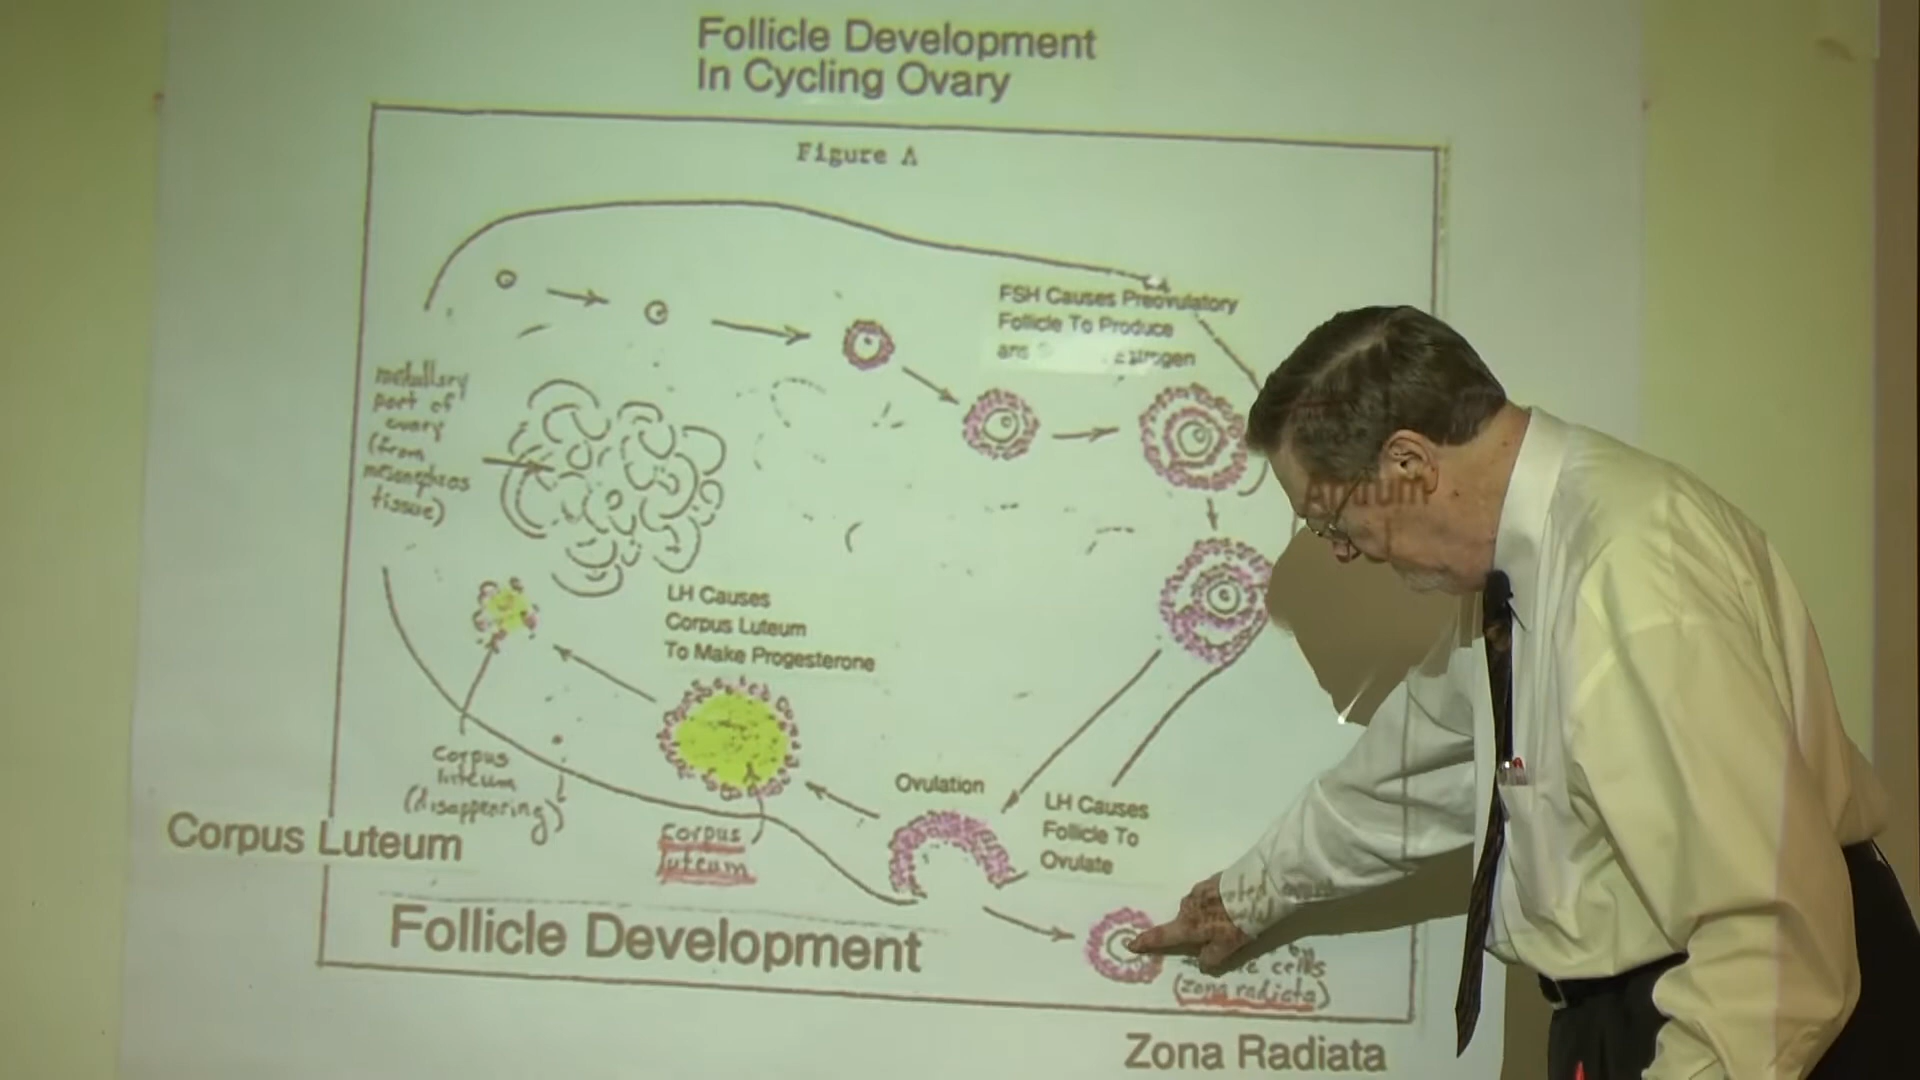 Follicle Development
In Cycling Ovary
Figure A
FSH Causes Preovulatory
Follicle To Produce
medullary
part of
ovary
(from
mesonephros
tissue)
Antrum
LH Causes
Corpus Luteum
To Make Progesterone
Corpus
luteum
(disappearing)
Corpus Luteum
corpus
luteum
Ovulation
LH Causes
Follicle To
Ovulate
Follicle Development
cells
(zona radiata)
Zona Radiata